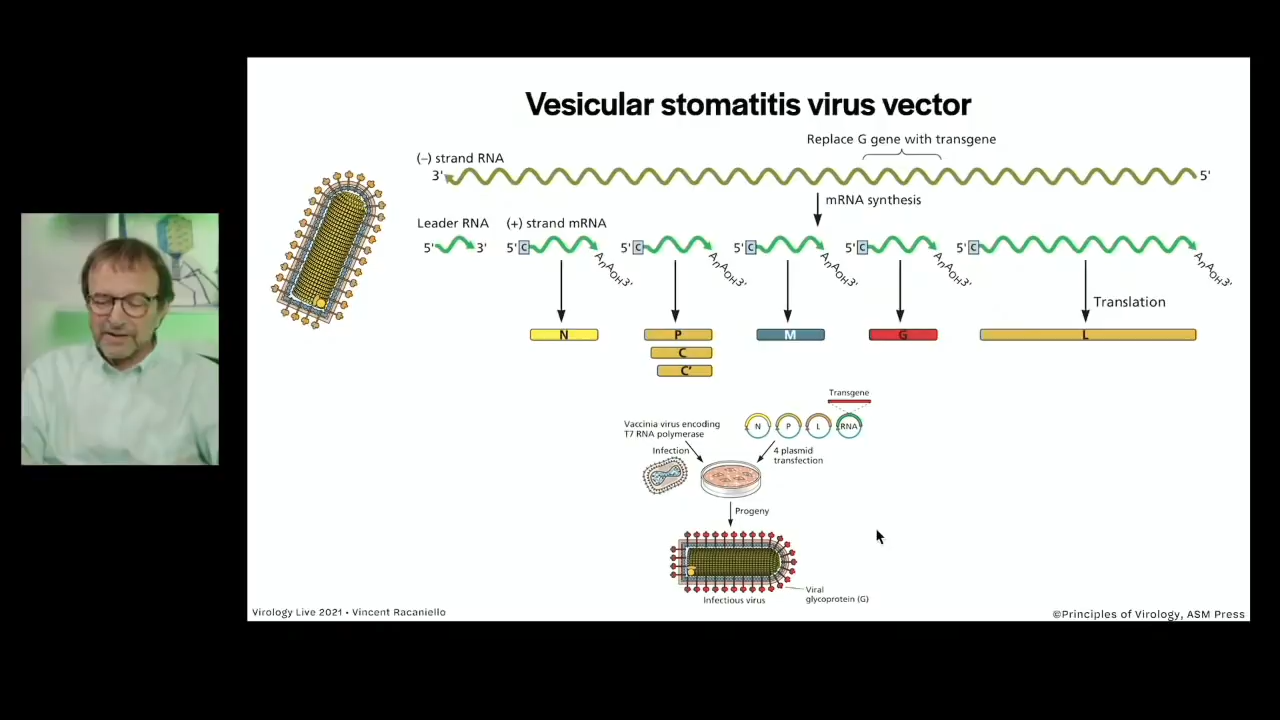 Vesicular stomatitis virus vector
Replace G gene with transgene
(–) strand RNA
3'
5'
mRNA synthesis
Leader RNA
(+) strand mRNA
5'
3'
5'
C
AnAOH3'
5'
C
AnAOH3'
5'
C
AnAOH3'
5'
C
AnAOH3'
5'
C
AnAOH3'
Translation
N
P
M
G
L
C
C'
Transgene
Vaccinia virus encoding
T7 RNA polymerase
N
P
L
RNA
Infection
4 plasmid
transfection
Progeny
Infectious virus
Viral
glycoprotein (G)
Virology Live 2021 • Vincent Racaniello
©Principles of Virology, ASM Press